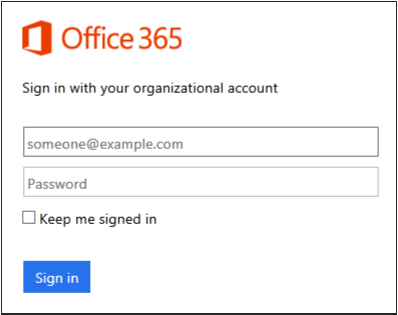 Office 365
Sign in with your organizational account
someone@example.com
Password
Keep me signed in
Sign in